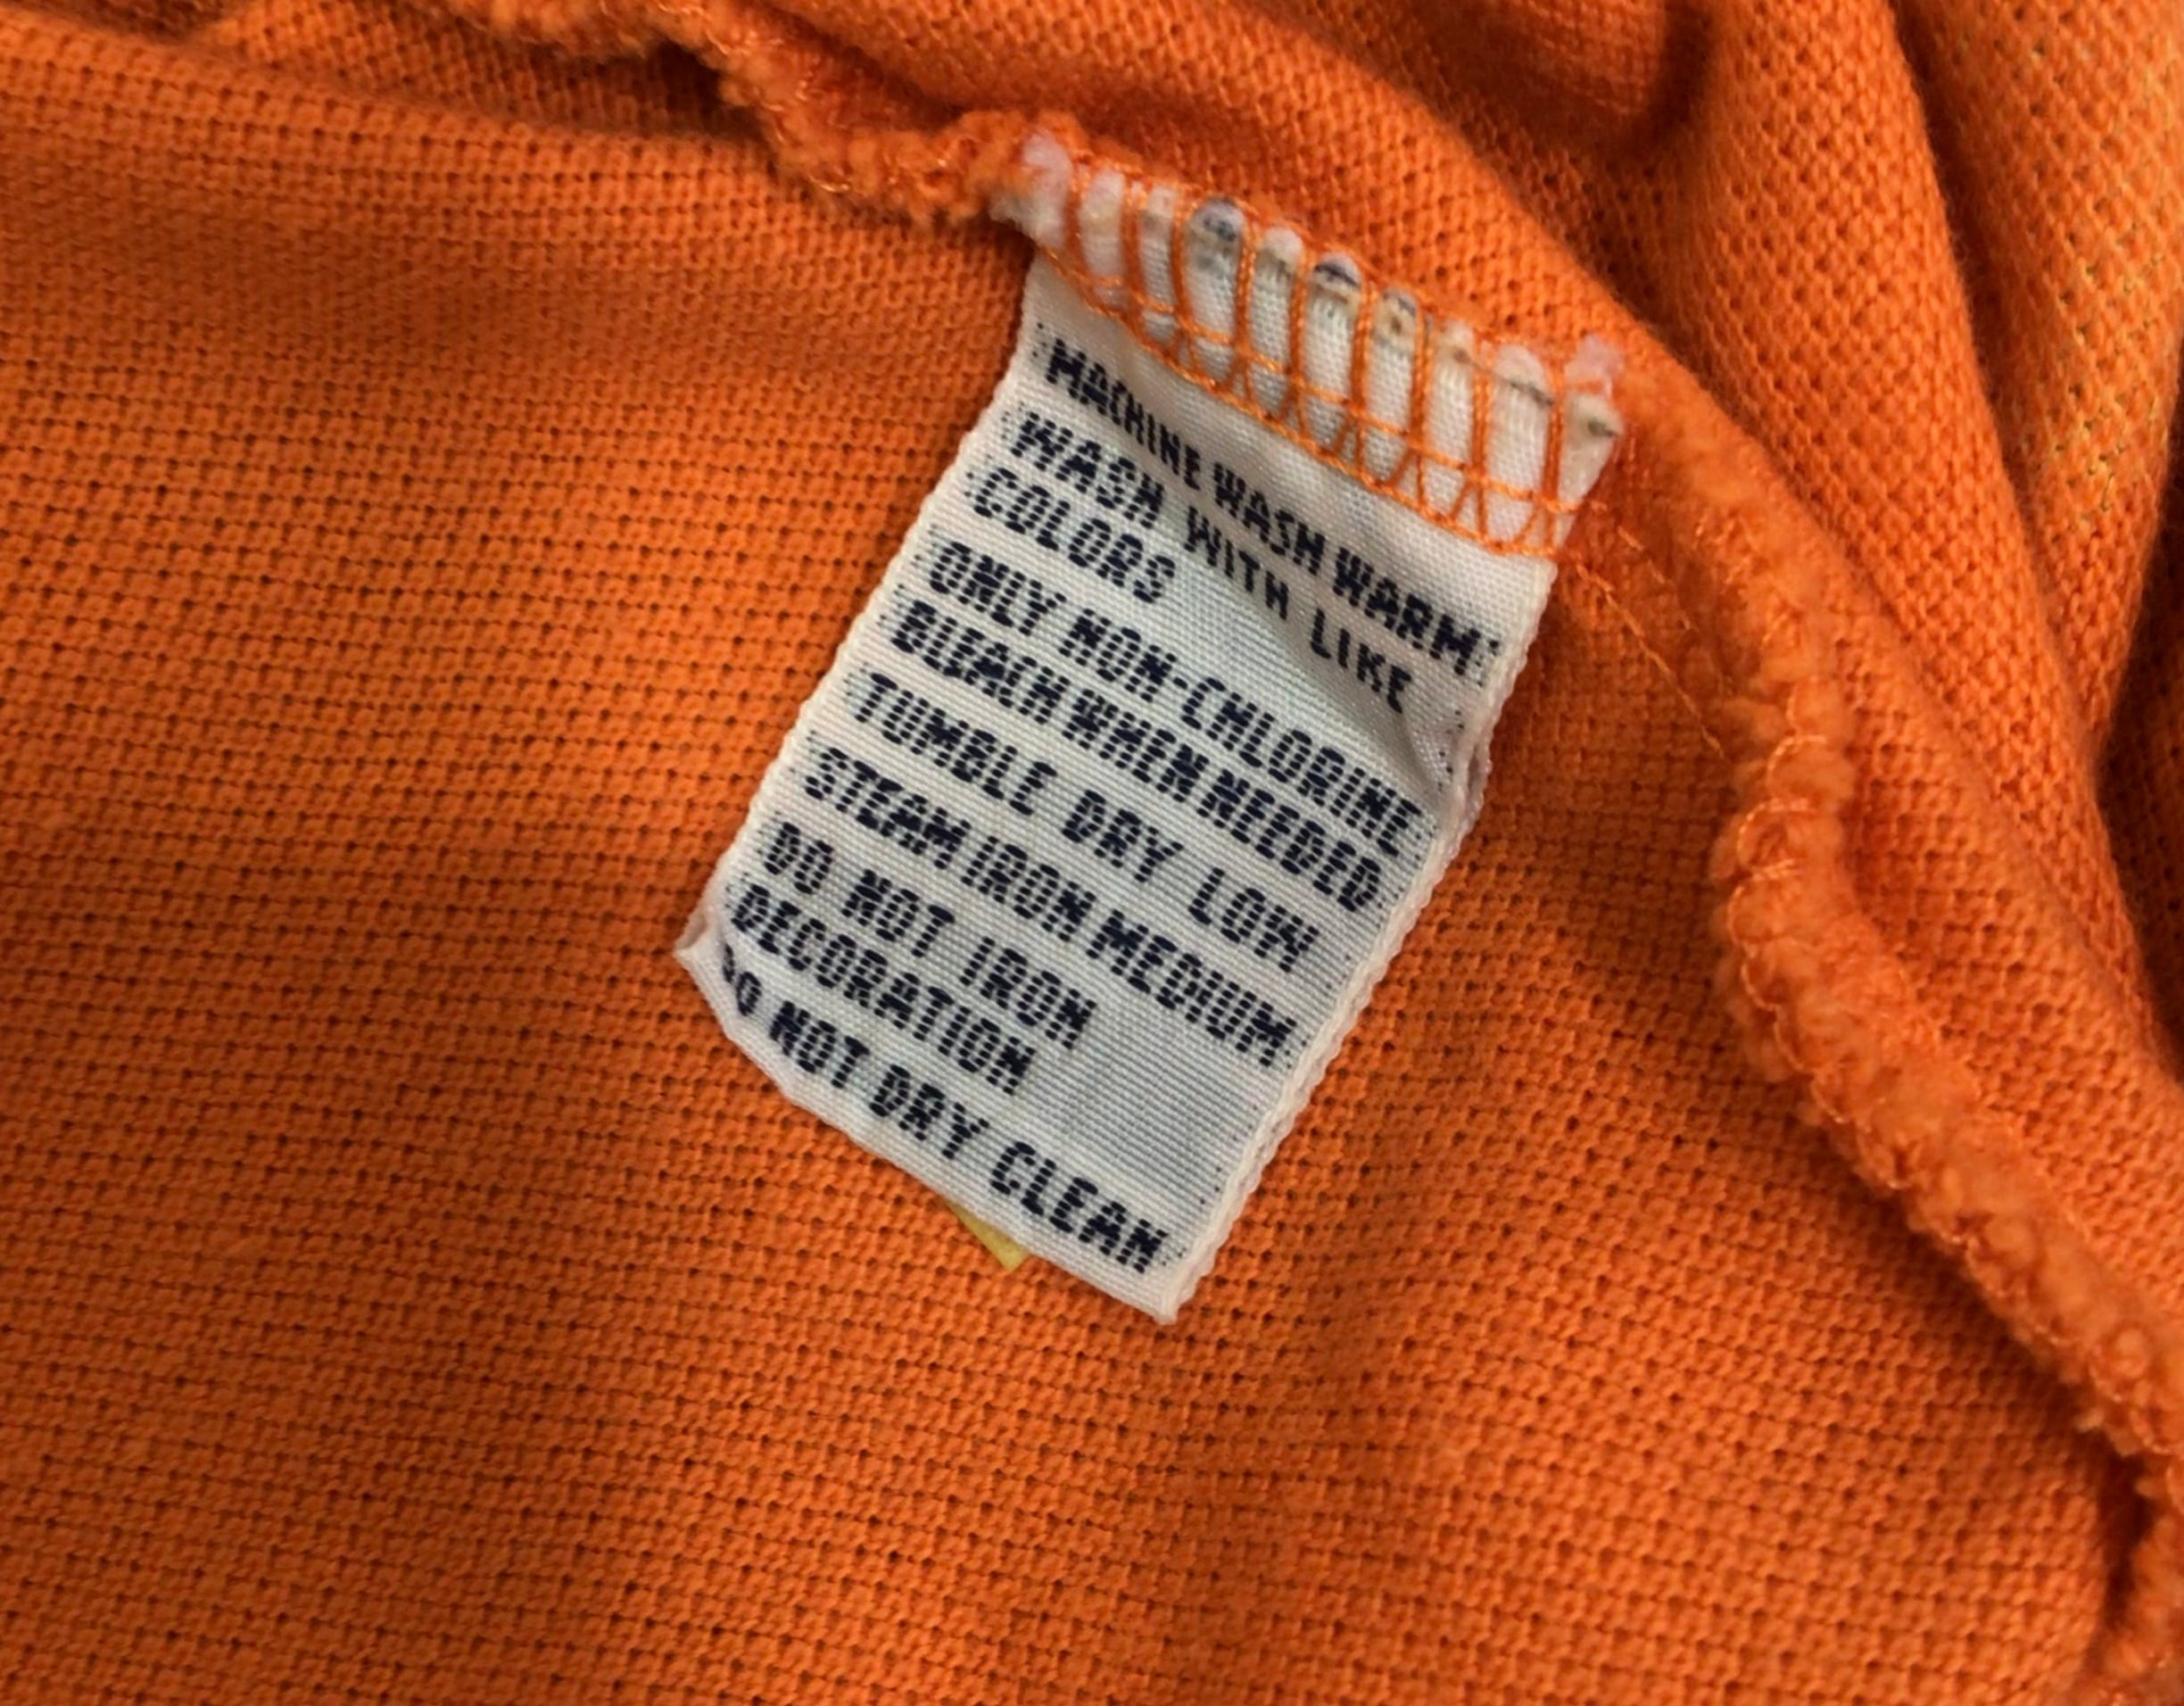 MACHINE WASH WARM
WASH WITH LIKE
COLORS
ONLY NON-CHLORINE
BLEACH WHEN NEEDED
TUMBLE DRY LOW
STEAM IRON MEDIUM
DO NOT IRON
DECORATION
DO NOT DRY CLEAN